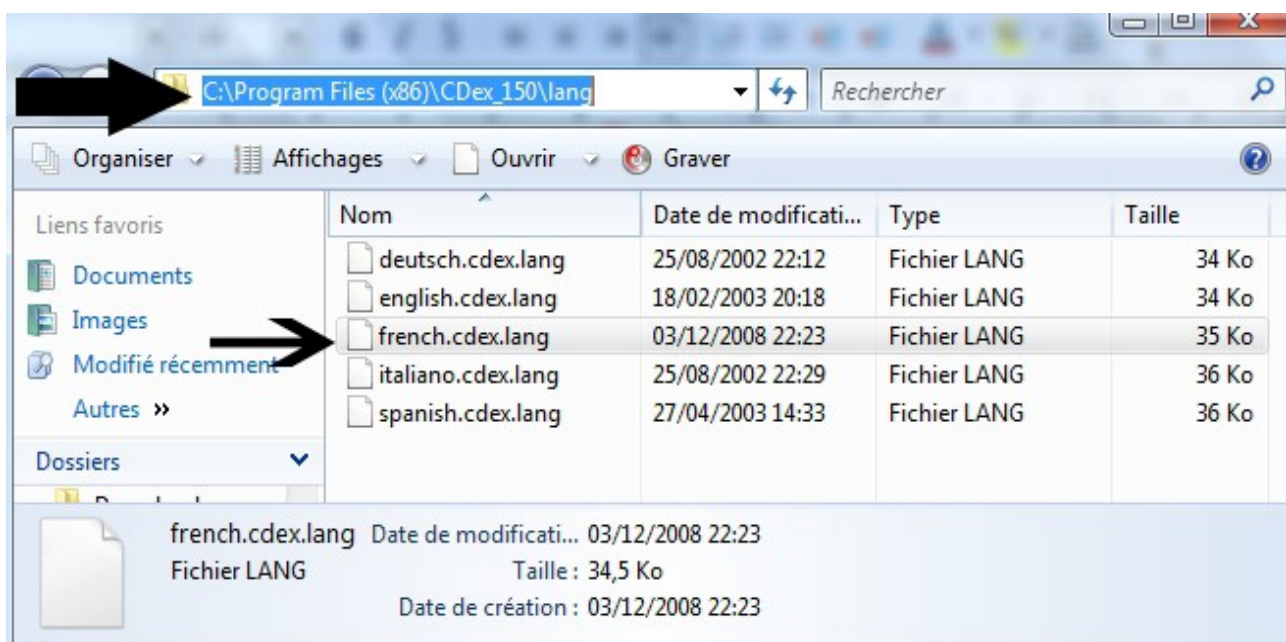 C:\Program Files (x86)\CDex_150\lang
Rechercher
Organiser Affichages Ouvrir Graver
Liens favoris
Documents
Images
Modifié récemment
Autres »
Dossiers
Nom Date de modificati... Type Taille
deutsch.cdex.lang 25/08/2002 22:12 Fichier LANG 34 Ko
english.cdex.lang 18/02/2003 20:18 Fichier LANG 34 Ko
french.cdex.lang 03/12/2008 22:23 Fichier LANG 35 Ko
italiano.cdex.lang 25/08/2002 22:29 Fichier LANG 36 Ko
spanish.cdex.lang 27/04/2003 14:33 Fichier LANG 36 Ko
french.cdex.lang Date de modificati... 03/12/2008 22:23
Fichier LANG Taille : 34,5 Ko
Date de création : 03/12/2008 22:23